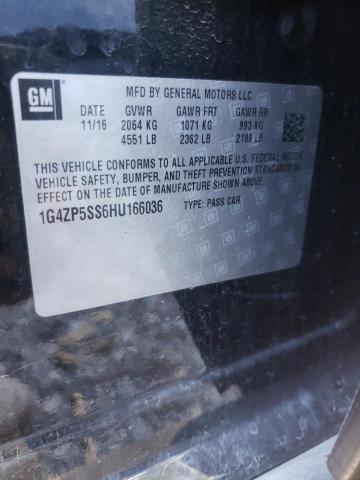 GM
MFD BY GENERAL MOTORS LLC
DATE GVWR GAWR FRT GAWR RR
11/16 2064 KG 1071 KG 993 KG
4551 LB 2362 LB 2189 LB
THIS VEHICLE CONFORMS TO ALL APPLICABLE U.S. FEDERAL MOTOR
VEHICLE SAFETY, BUMPER, AND THEFT PREVENTION STANDARDS IN
EFFECT ON THE DATE OF MANUFACTURE SHOWN ABOVE.
1G4ZP5SS6HU166036 TYPE: PASS CAR